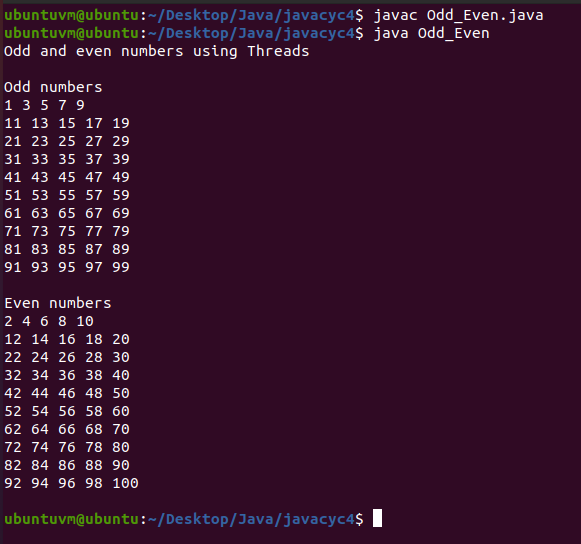 ubuntuvm@ubuntu:~/Desktop/Java/javacyc4$ javac Odd_Even.java
ubuntuvm@ubuntu:~/Desktop/Java/javacyc4$ java Odd_Even
Odd and even numbers using Threads
Odd numbers
1 3 5 7 9
11 13 15 17 19
21 23 25 27 29
31 33 35 37 39
41 43 45 47 49
51 53 55 57 59
61 63 65 67 69
71 73 75 77 79
81 83 85 87 89
91 93 95 97 99
Even numbers
2 4 6 8 10
12 14 16 18 20
22 24 26 28 30
32 34 36 38 40
42 44 46 48 50
52 54 56 58 60
62 64 66 68 70
72 74 76 78 80
82 84 86 88 90
92 94 96 98 100
ubuntuvm@ubuntu:~/Desktop/Java/javacyc4$